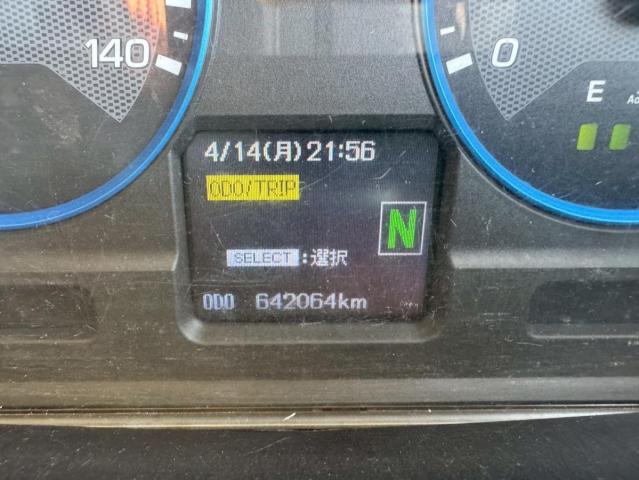 140
0
E
4/14(月)21:56
ODO/TRIP
N
SELECT :選択
ODO 642064km